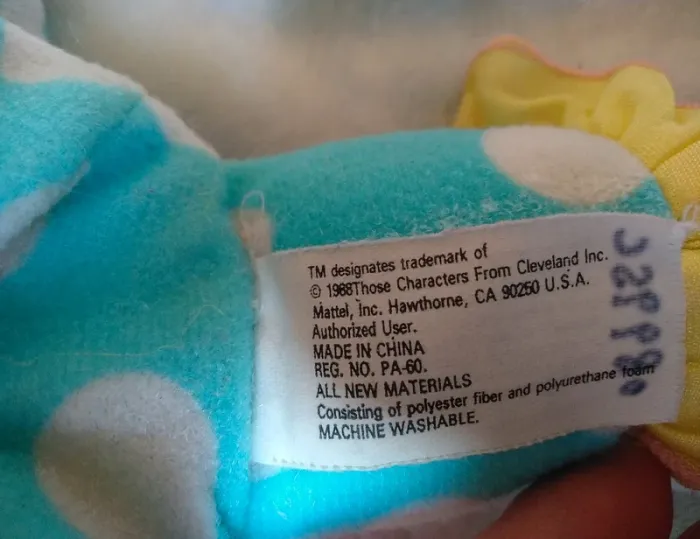 TM designates trademark of
© 1988Those Characters From Cleveland Inc.
Mattel, Inc. Hawthorne, CA 90250 U.S.A.
Authorized User.
MADE IN CHINA
REG. NO. PA-60.
ALL NEW MATERIALS
Consisting of polyester fiber and polyurethane foam
MACHINE WASHABLE.